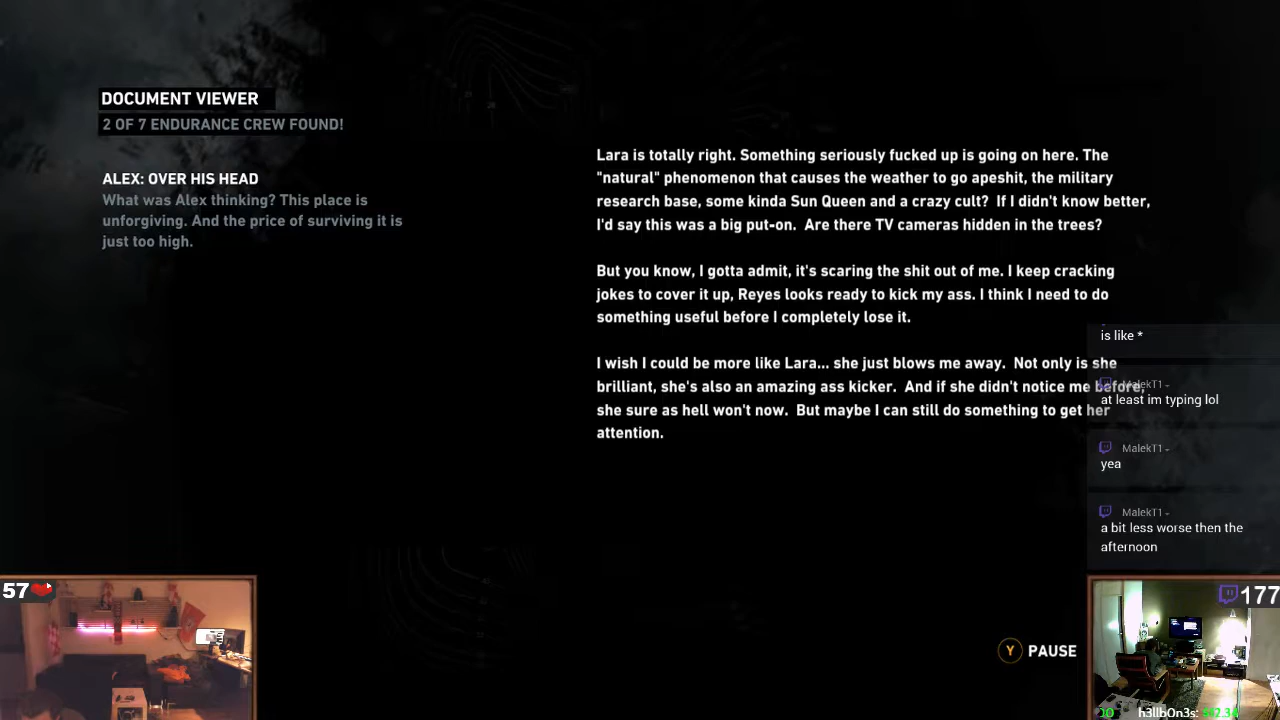 DOCUMENT VIEWER
2 OF 7 ENDURANCE CREW FOUND!
ALEX: OVER HIS HEAD
What was Alex thinking? This place is
unforgiving. And the price of surviving it is
just too high.
Lara is totally right. Something seriously fucked up is going on here. The
"natural" phenomenon that causes the weather to go apeshit, the military
research base, some kinda Sun Queen and a crazy cult? If I didn't know better,
I'd say this was a big put-on. Are there TV cameras hidden in the trees?
But you know, I gotta admit, it's scaring the shit out of me. I keep cracking
jokes to cover it up, Reyes looks ready to kick my ass. I think I need to do
something useful before I completely lose it.
I wish I could be more like Lara... she just blows me away. Not only is she
brilliant, she's also an amazing ass kicker. And if she didn't notice me before,
she sure as hell won't now. But maybe I can still do something to get her
attention.
is like *
MalekT1
at least im typing lol
MalekT1
yea
MalekT1
a bit less worse then the
afternoon
57
177
Y PAUSE
h3llb0n3s: